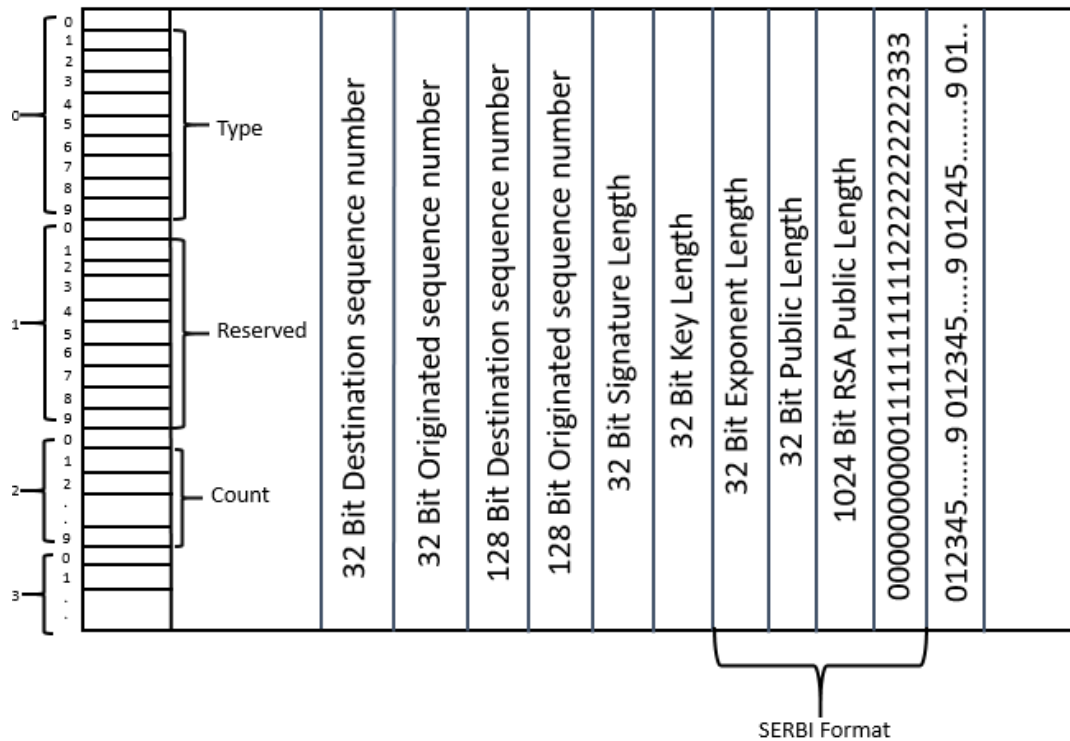 0
0
1
2
3
4
5
6
7
8
9
Type
1
0
1
2
3
4
5
6
7
8
9
Reserved
2
0
1
2
.
.
9
Count
3
0
1
.
.
32 Bit Destination sequence number
32 Bit Originated sequence number
128 Bit Destination sequence number
128 Bit Originated sequence number
32 Bit Signature Length
32 Bit Key Length
32 Bit Exponent Length
32 Bit Public Length
1024 Bit RSA Public Length
012345.......9 012345.....9 01245.........9 01..
SERBI Format